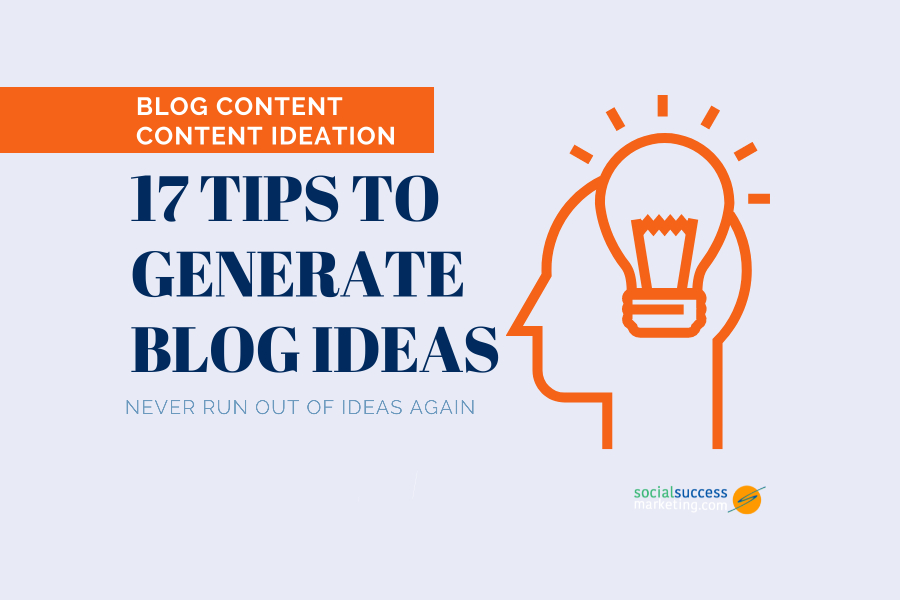 BLOG CONTENT
CONTENT IDEATION
17 TIPS TO
GENERATE
BLOG IDEAS
NEVER RUN OUT OF IDEAS AGAIN
socialsuccess
marketing.com